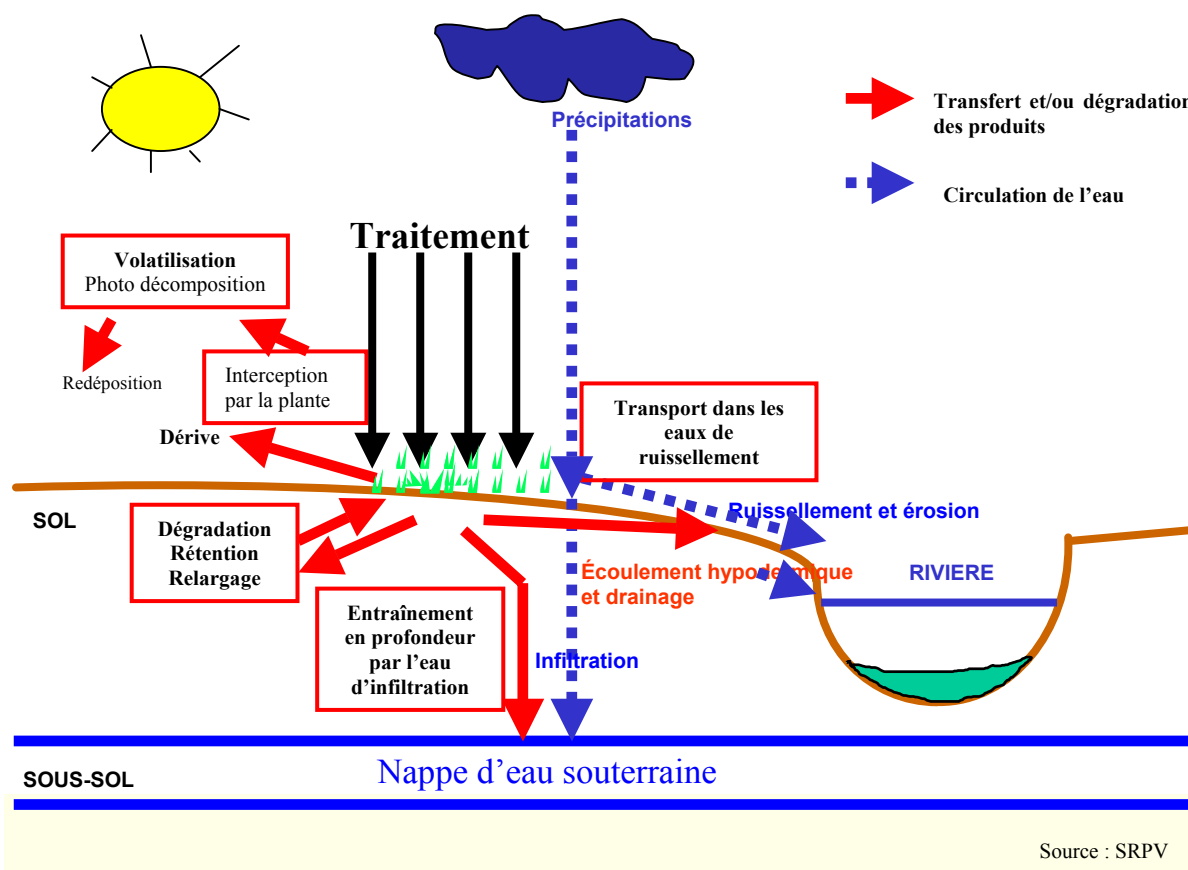 Précipitations
Transfert et/ou dégradation
des produits
Circulation de l'eau
Traitement
Volatilisation
Photo décomposition
Redéposition
Interception
par la plante
Dérive
Transport dans les
eaux de
ruissellement
SOL
Dégradation
Rétention
Relargage
Ruissellement et érosion
Écoulement hypodermique
et drainage
RIVIERE
Entraînement
en profondeur
par l'eau
d'infiltration
Infiltration
SOUS-SOL
Nappe d'eau souterraine
Source : SRPV